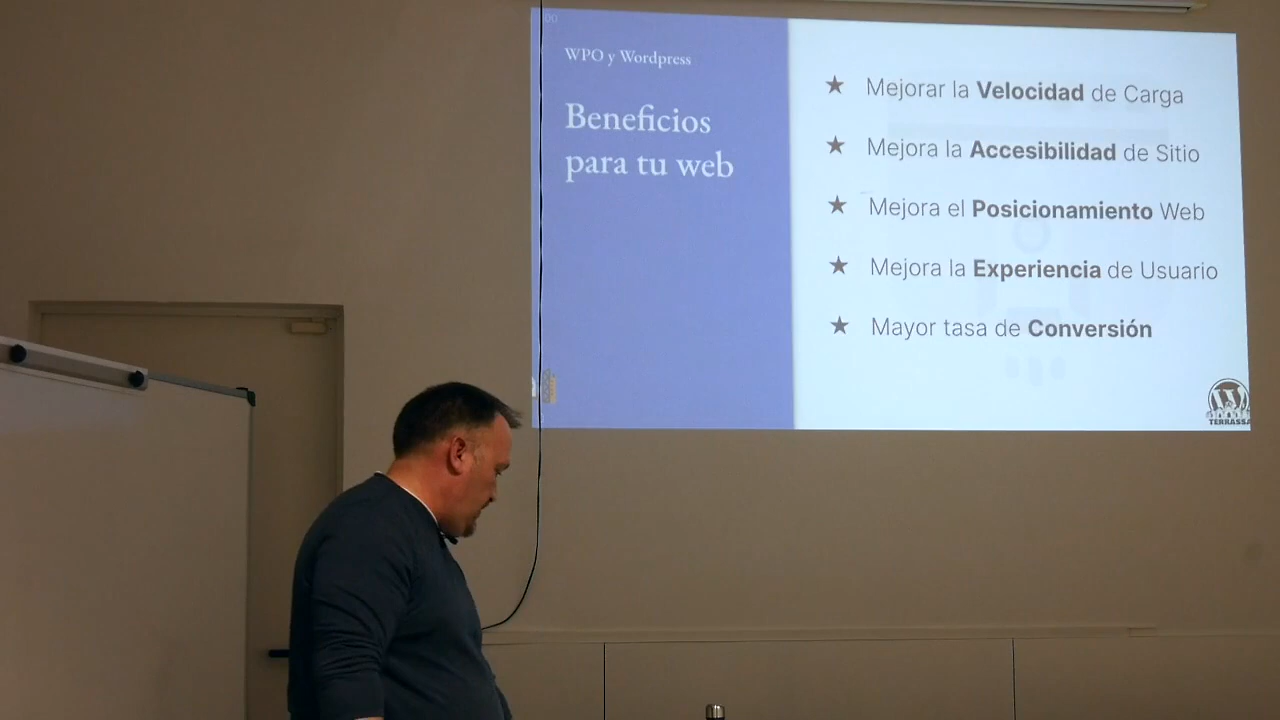 WPO y Wordpress
Beneficios
para tu web
★ Mejorar la Velocidad de Carga
★ Mejora la Accesibilidad de Sitio
★ Mejora el Posicionamiento Web
★ Mejora la Experiencia de Usuario
★ Mayor tasa de Conversión
TERRASSA